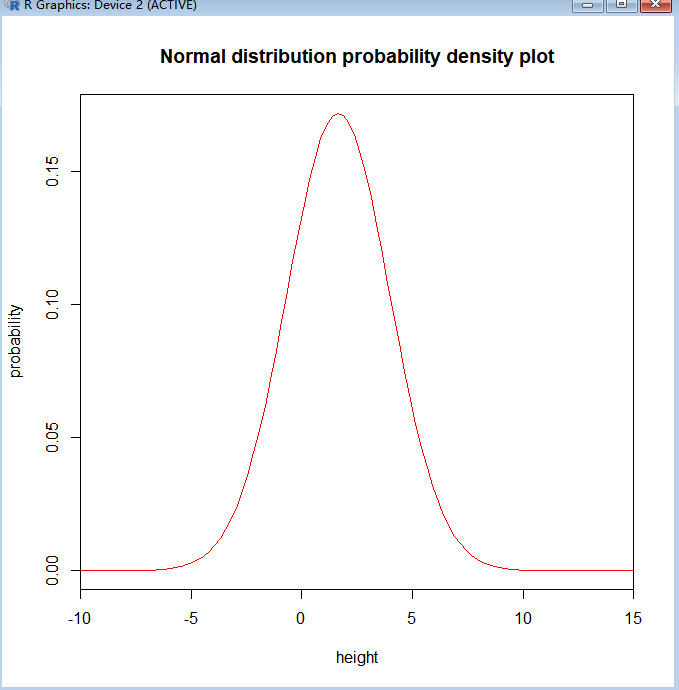 R Graphics: Device 2 (ACTIVE)
Normal distribution probability density plot
probability
0.15
0.10
0.05
0.00
-10 -5 0 5 10 15
height